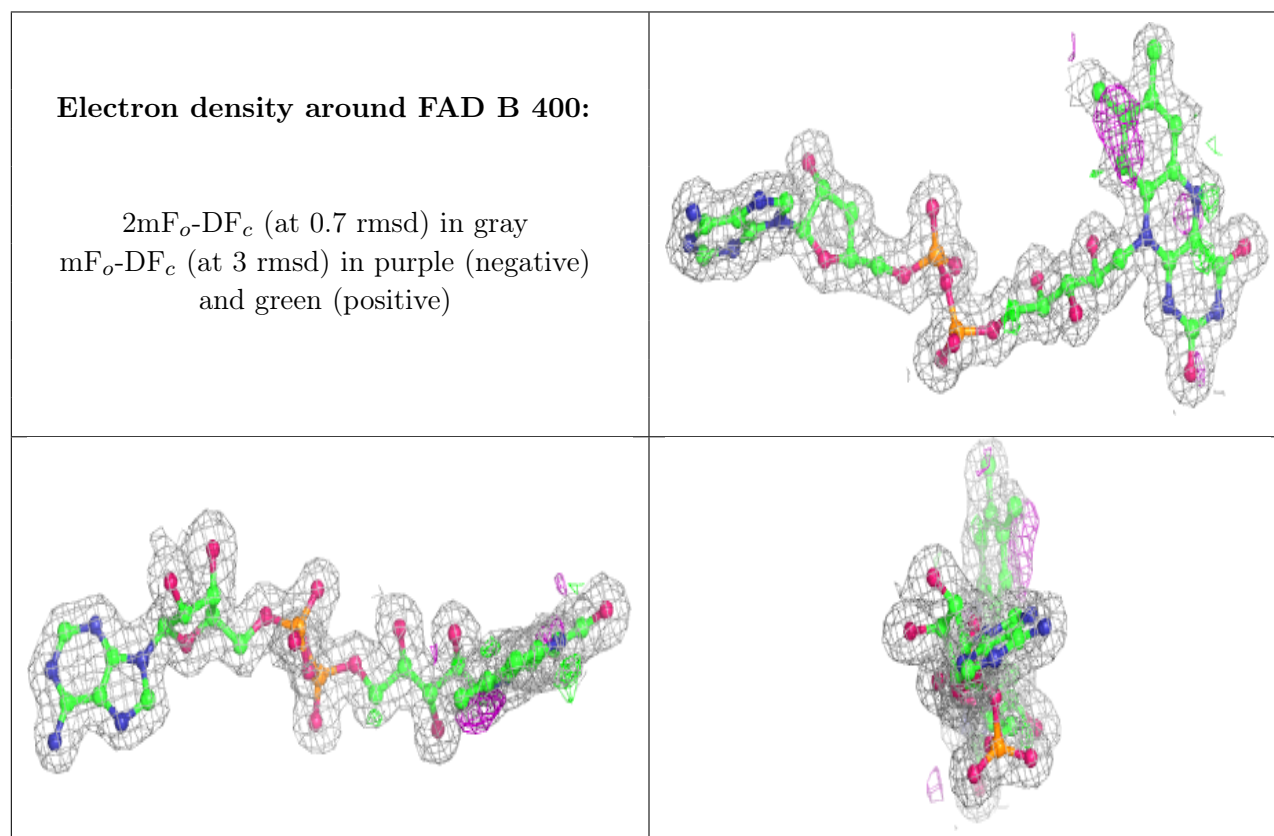 Electron density around FAD B 400:
2mFo-DFc (at 0.7 rmsd) in gray
mFo-DFc (at 3 rmsd) in purple (negative)
and green (positive)